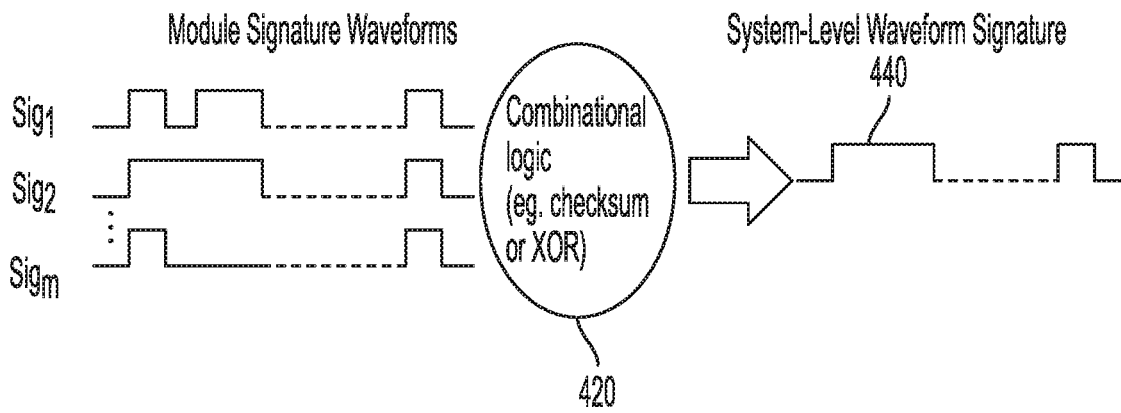 Module Signature Waveforms
System-Level Waveform Signature
440
Sig1
Sig2
Sigm
Combinational
logic
(eg. checksum
or XOR)
420